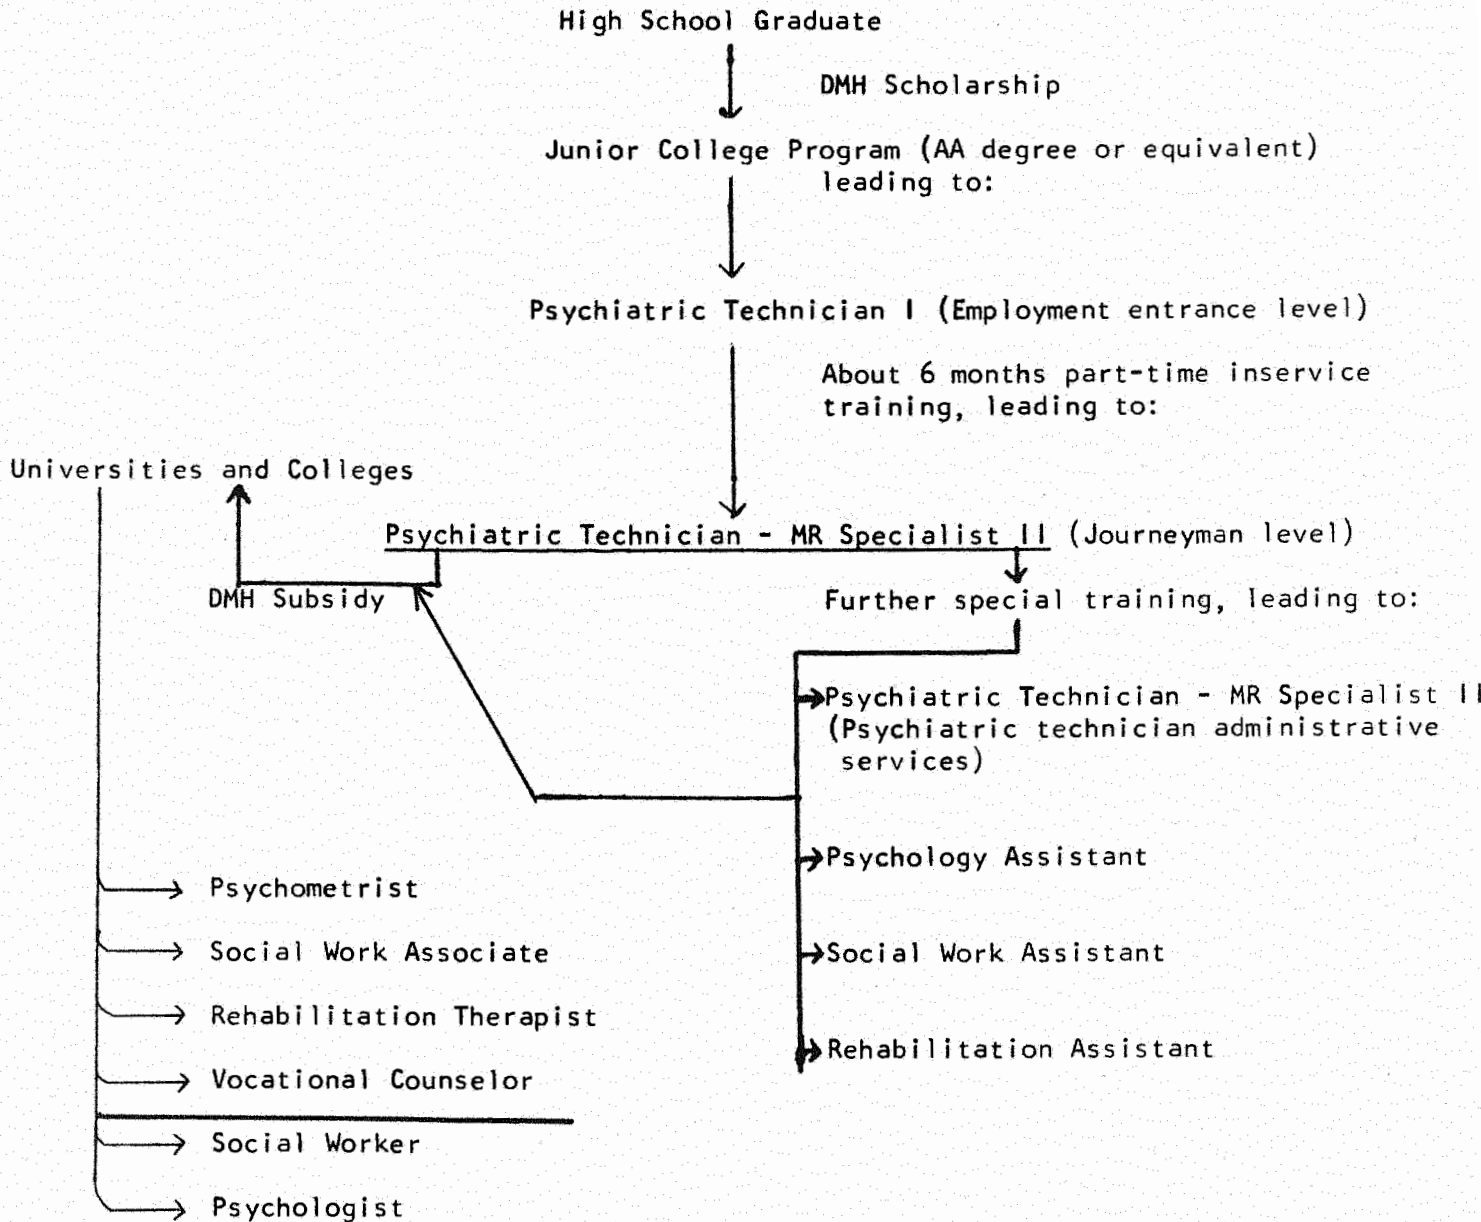 High School Graduate
DMH Scholarship
Junior College Program (AA degree or equivalent)
leading to:
Psychiatric Technician I (Employment entrance level)
About 6 months part-time inservice
training, leading to:
Universities and Colleges
Psychiatric Technician - MR Specialist II (Journeyman level)
DMH Subsidy
Further special training, leading to:
Psychiatric Technician - MR Specialist II
(Psychiatric technician administrative
services)
Psychology Assistant
Psychometrist
Social Work Associate
Social Work Assistant
Rehabilitation Therapist
Rehabilitation Assistant
Vocational Counselor
Social Worker
Psychologist